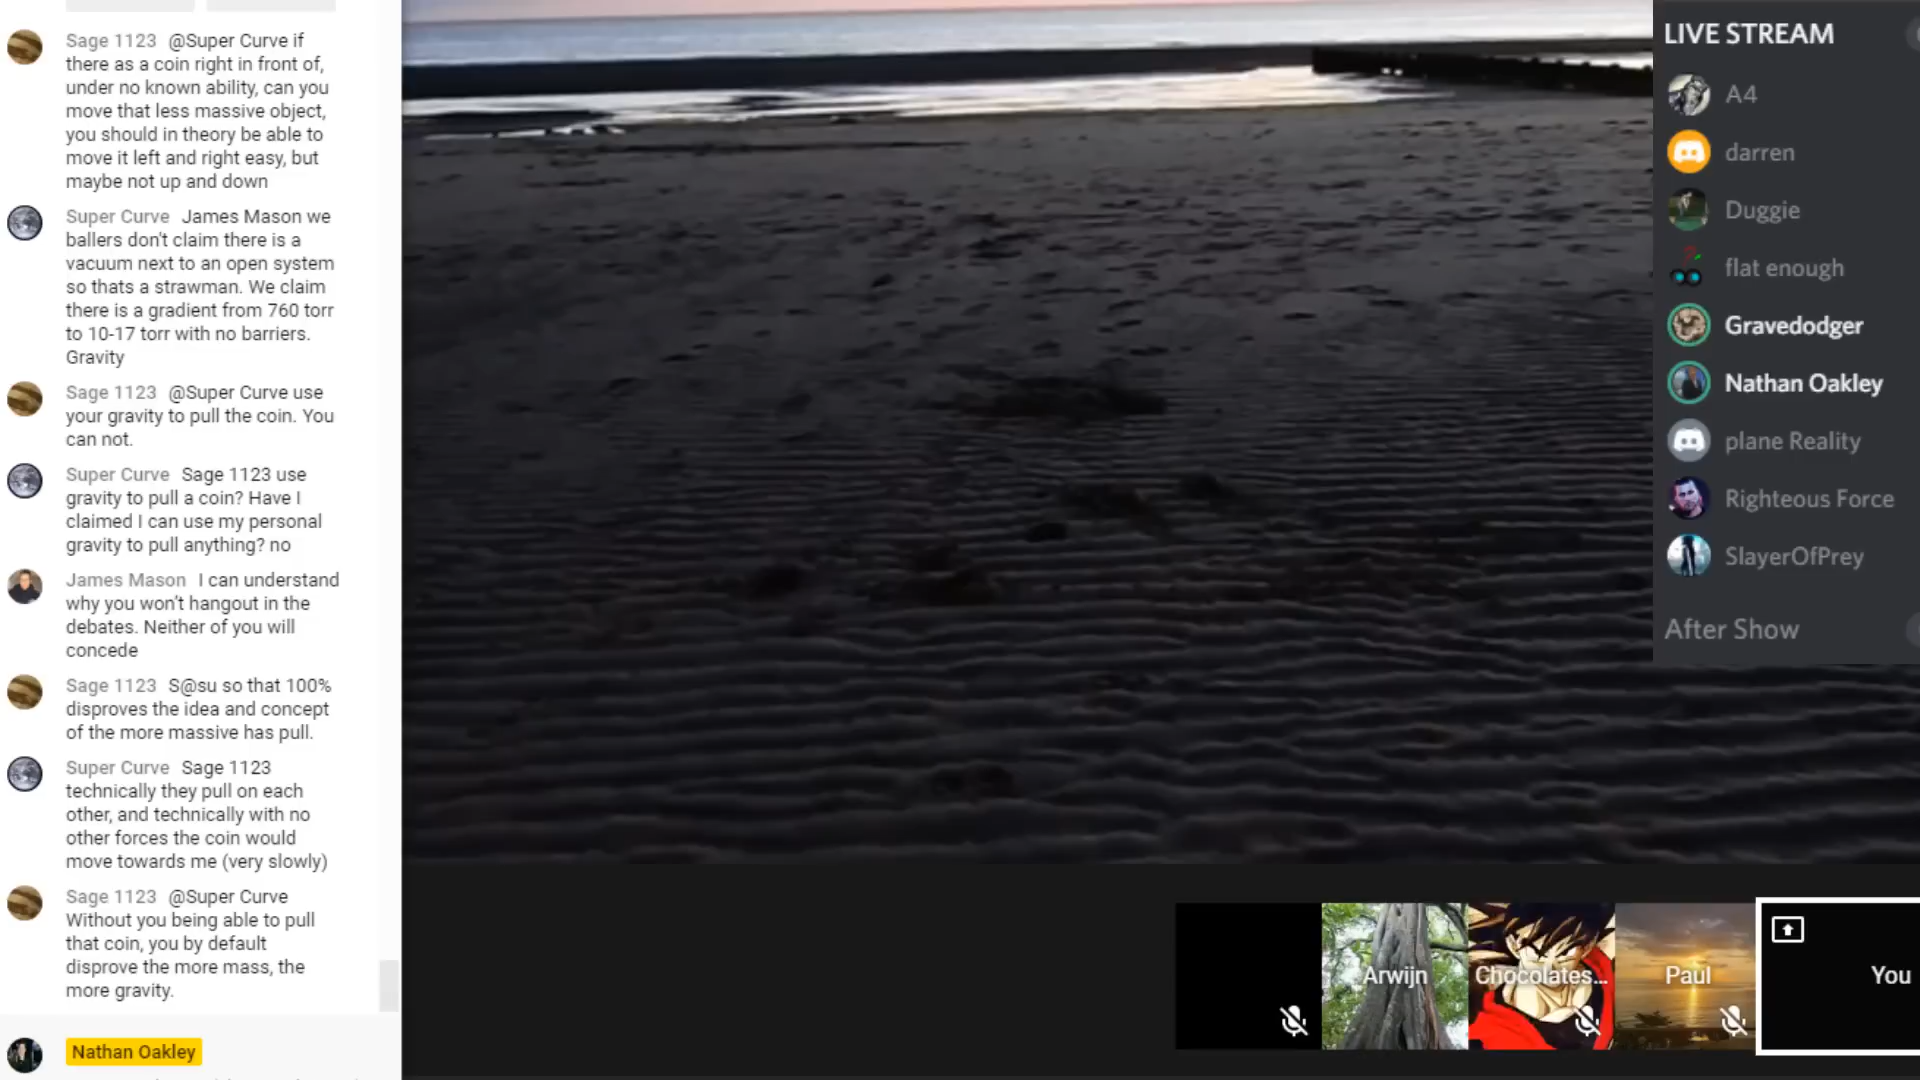 Sage 1123 @Super Curve if
there as a coin right in front of,
under no known ability, can you
move that less massive object,
you should in theory be able to
move it left and right easy, but
maybe not up and down
Super Curve James Mason we
ballers don't claim there is a
vacuum next to an open system
so thats a strawman. We claim
there is a gradient from 760 torr
to 10-17 torr with no barriers.
Gravity
Sage 1123 @Super Curve use
your gravity to pull the coin. You
can not.
Super Curve Sage 1123 use
gravity to pull a coin? Have I
claimed I can use my personal
gravity to pull anything? no
James Mason I can understand
why you won't hangout in the
debates. Neither of you will
concede
Sage 1123 S@su so that 100%
disproves the idea and concept
of the more massive has pull.
Super Curve Sage 1123
technically they pull on each
other, and technically with no
other forces the coin would
move towards me (very slowly)
Sage 1123 @Super Curve
Without you being able to pull
that coin, you by default
disprove the more mass, the
more gravity.
Nathan Oakley
LIVE STREAM
A4
darren
Duggie
flat enough
Gravedodger
Nathan Oakley
plane Reality
Righteous Force
SlayerOfPrey
After Show
Arwijn
Chocolates...
Paul
You